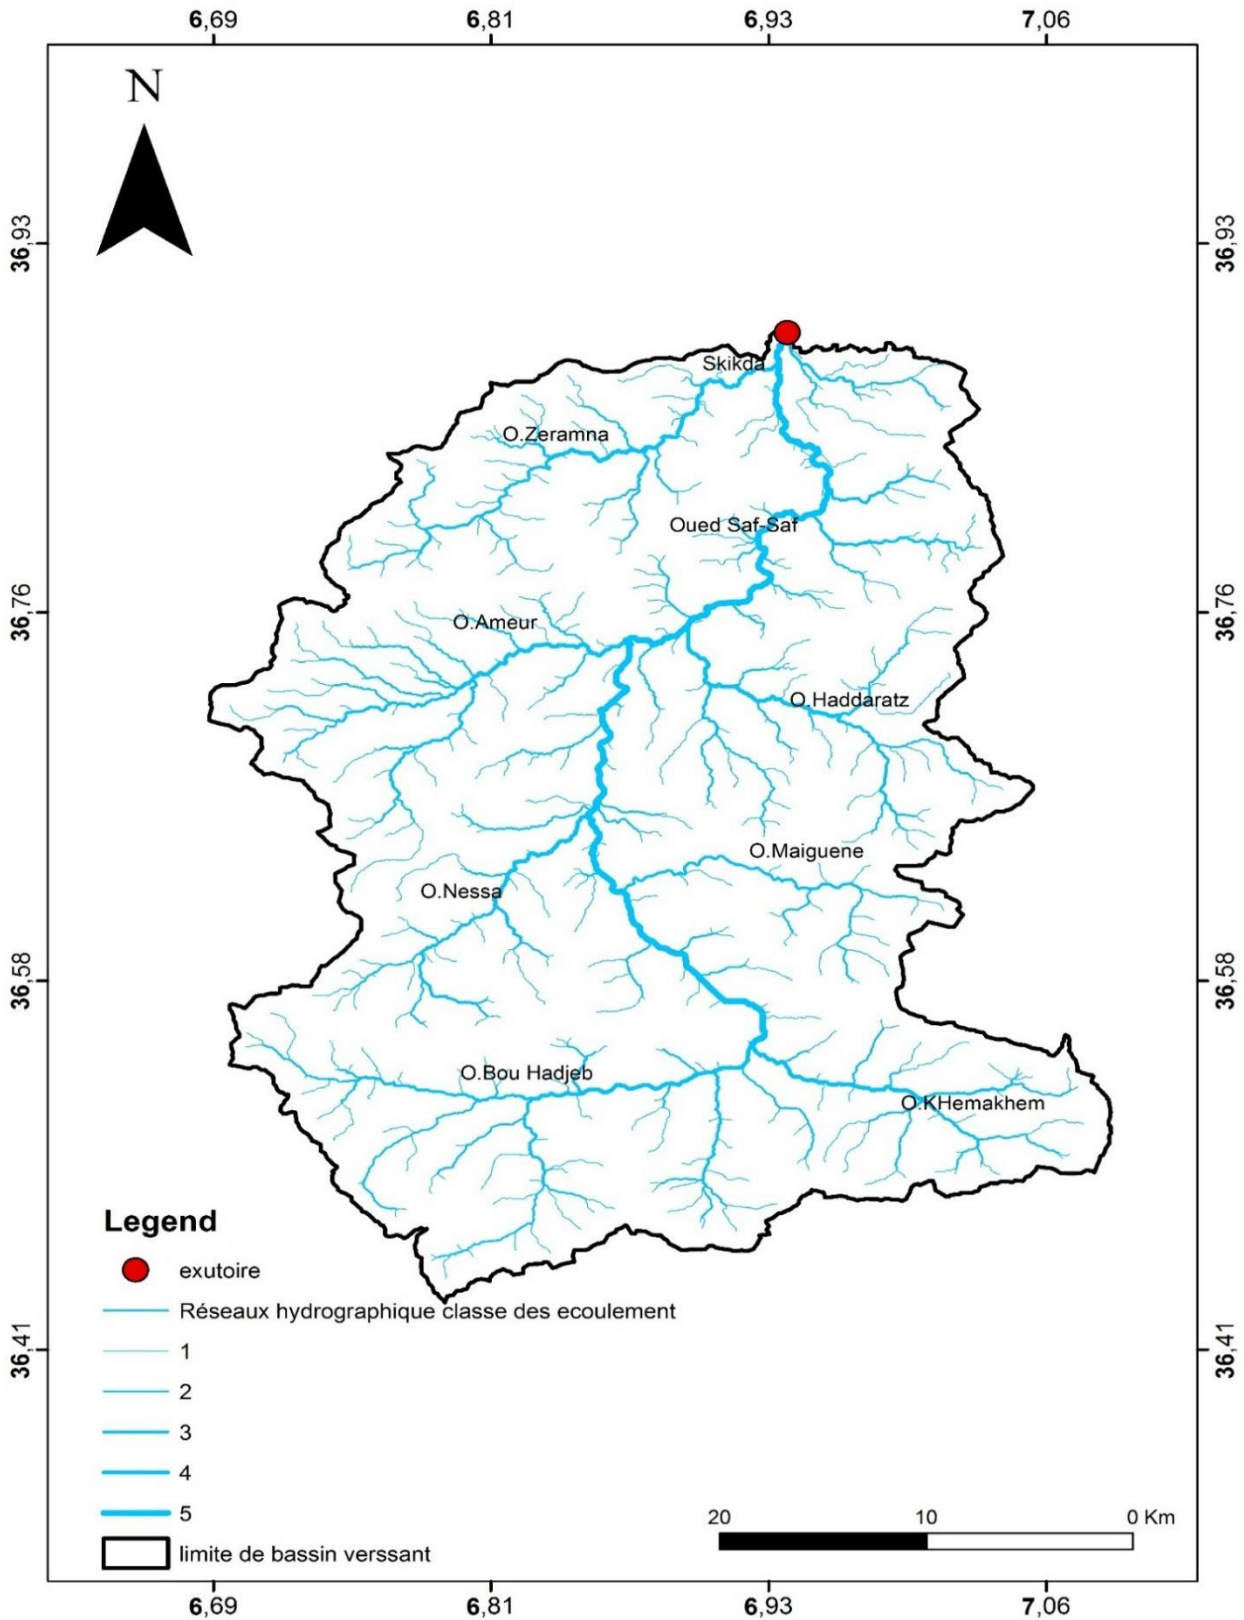 6,69 6,81 6,93 7,06
N
36,93 36,93
Skikda
O.Zeramna
Oued Saf-Saf
36,76 36,76
O.Ameur
O.Haddaratz
O.Maiguene
O.Nessa
36,58 36,58
O.Bou Hadjeb
O.KHemakhem
Legend
exutoire
Réseaux hydrographique classe des ecoulement
36,41 36,41
1
2
3
4
5
20 10 0 Km
limite de bassin verssant
6,69 6,81 6,93 7,06